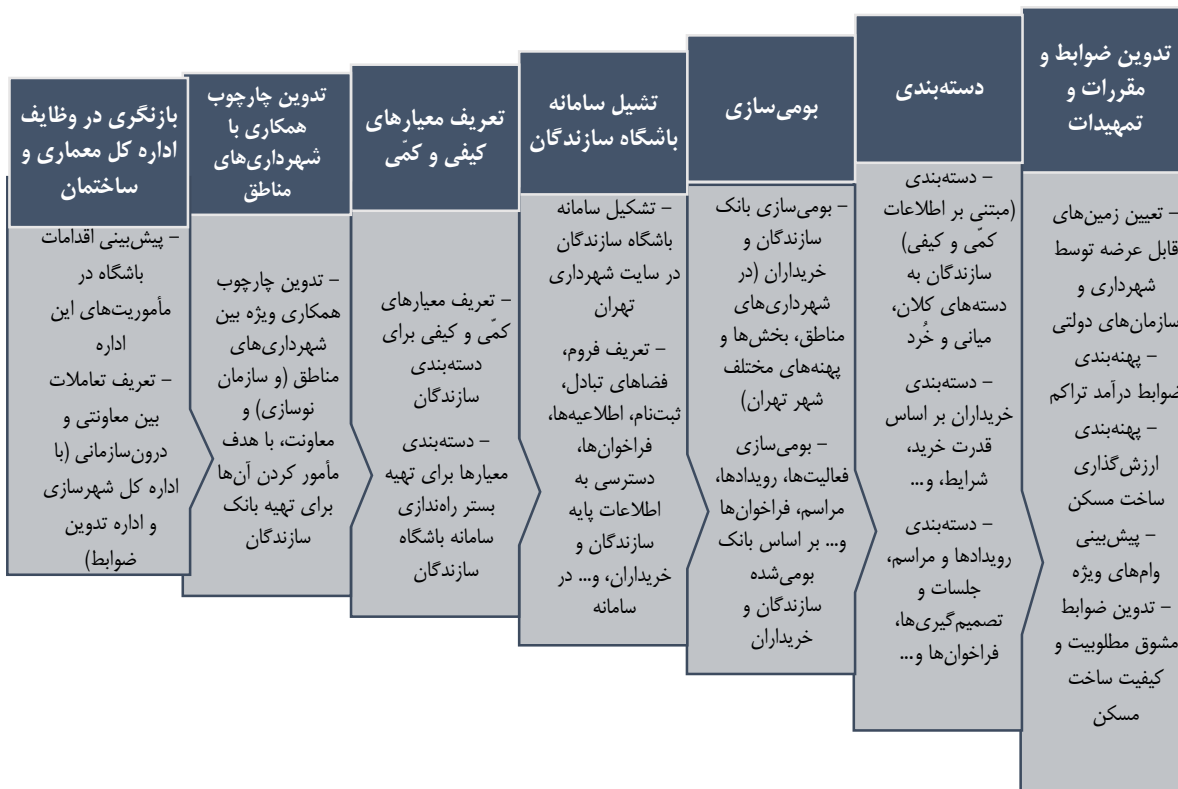 بازنگری در وظایف
اداره کل معماری و
ساختمان
– پیش‌بینی اقدامات
باشگاه در
مأموریت‌های این
اداره
– تعریف تعاملات
بین معاونتی و
درون‌سازمانی (با
اداره کل شهرسازی
و اداره تدوین
ضوابط)
تدوین چارچوب
همکاری با
شهرداری‌های
مناطق
– تدوین چارچوب
همکاری ویژه بین
شهرداری‌های
مناطق (و سازمان
نوسازی) و
معاونت، با هدف
مأمور کردن آن‌ها
برای تهیه بانک
سازندگان
تعریف معیارهای
کیفی و کمّی
– تعریف معیارهای
کمّی و کیفی برای
دسته‌بندی
سازندگان
– دسته‌بندی
معیارها برای تهیه
بستر راه‌اندازی
سامانه باشگاه
سازندگان
تشیل سامانه
باشگاه سازندگان
– تشکیل سامانه
باشگاه سازندگان
در سایت شهرداری
تهران
– تعریف فروم،
فضاهای تبادل،
ثبت‌نام، اطلاعیه‌ها،
فراخوان‌ها،
دسترسی به
اطلاعات پایه
سازندگان و
خریداران، و... در
سامانه
بومی‌سازی
– بومی‌سازی بانک
سازندگان و
خریداران (در
شهرداری‌های
مناطق، بخش‌ها و
پهنه‌های مختلف
شهر تهران)
– بومی‌سازی
فعالیت‌ها، رویدادها،
مراسم، فراخوان‌ها
و... بر اساس بانک
بومی‌شده
سازندگان و
خریداران
دسته‌بندی
– دسته‌بندی
(مبتنی بر اطلاعات
کمّی و کیفی)
سازندگان به
دسته‌های کلان،
میانی و خُرد
– دسته‌بندی
خریداران بر اساس
قدرت خرید،
شرایط، و...
– دسته‌بندی
رویدادها و مراسم،
جلسات و
تصمیم‌گیری‌ها،
فراخوان‌ها و...
تدوین ضوابط و
مقررات و
تمهیدات
– تعیین زمین‌های
قابل عرضه توسط
شهرداری و
سازمان‌های دولتی
– پهنه‌بندی
ضوابط درآمد تراکم
– پهنه‌بندی
ارزش‌گذاری
ساخت مسکن
– پیش‌بینی
وام‌های ویژه
– تدوین ضوابط
مشوق مطلوبیت و
کیفیت ساخت
مسکن